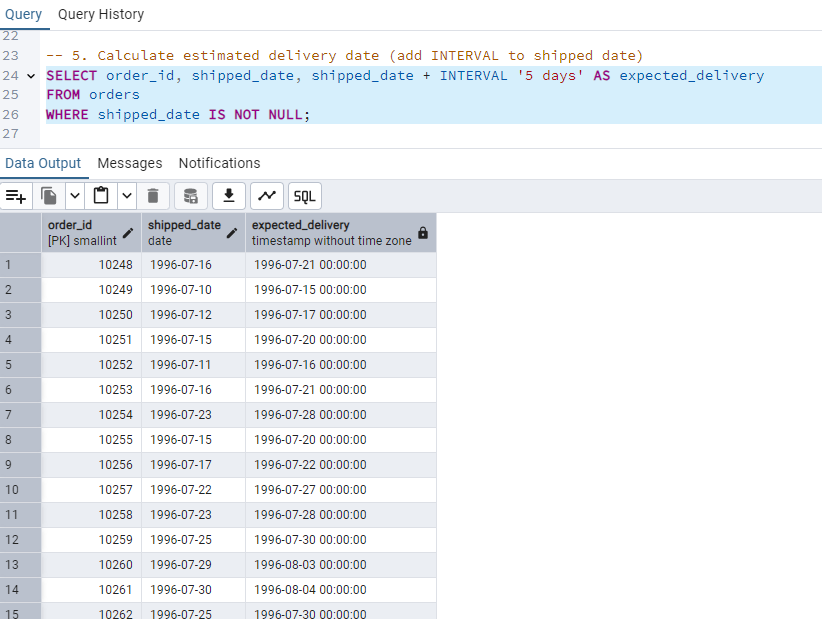 Query Query History
22
23 -- 5. Calculate estimated delivery date (add INTERVAL to shipped date)
24 SELECT order_id, shipped_date, shipped_date + INTERVAL '5 days' AS expected_delivery
25 FROM orders
26 WHERE shipped_date IS NOT NULL;
27
Data Output Messages Notifications
SQL
order_id shipped_date expected_delivery
[PK] smallint date timestamp without time zone
1 10248 1996-07-16 1996-07-21 00:00:00
2 10249 1996-07-10 1996-07-15 00:00:00
3 10250 1996-07-12 1996-07-17 00:00:00
4 10251 1996-07-15 1996-07-20 00:00:00
5 10252 1996-07-11 1996-07-16 00:00:00
6 10253 1996-07-16 1996-07-21 00:00:00
7 10254 1996-07-23 1996-07-28 00:00:00
8 10255 1996-07-15 1996-07-20 00:00:00
9 10256 1996-07-17 1996-07-22 00:00:00
10 10257 1996-07-22 1996-07-27 00:00:00
11 10258 1996-07-23 1996-07-28 00:00:00
12 10259 1996-07-25 1996-07-30 00:00:00
13 10260 1996-07-29 1996-08-03 00:00:00
14 10261 1996-07-30 1996-08-04 00:00:00
15 10262 1996-07-25 1996-07-30 00:00:00